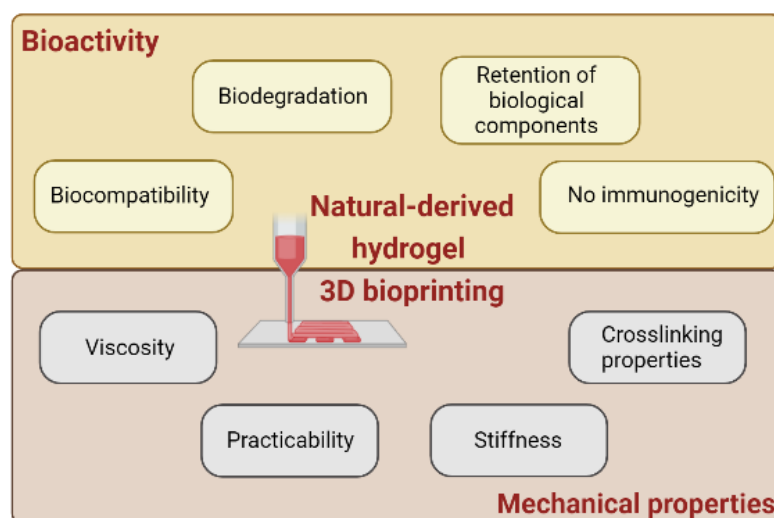 Bioactivity
Biodegradation
Retention of
biological
components
Biocompatibility
No immunogenicity
Natural-derived
hydrogel
3D bioprinting
Viscosity
Crosslinking
properties
Practicability
Stiffness
Mechanical properties